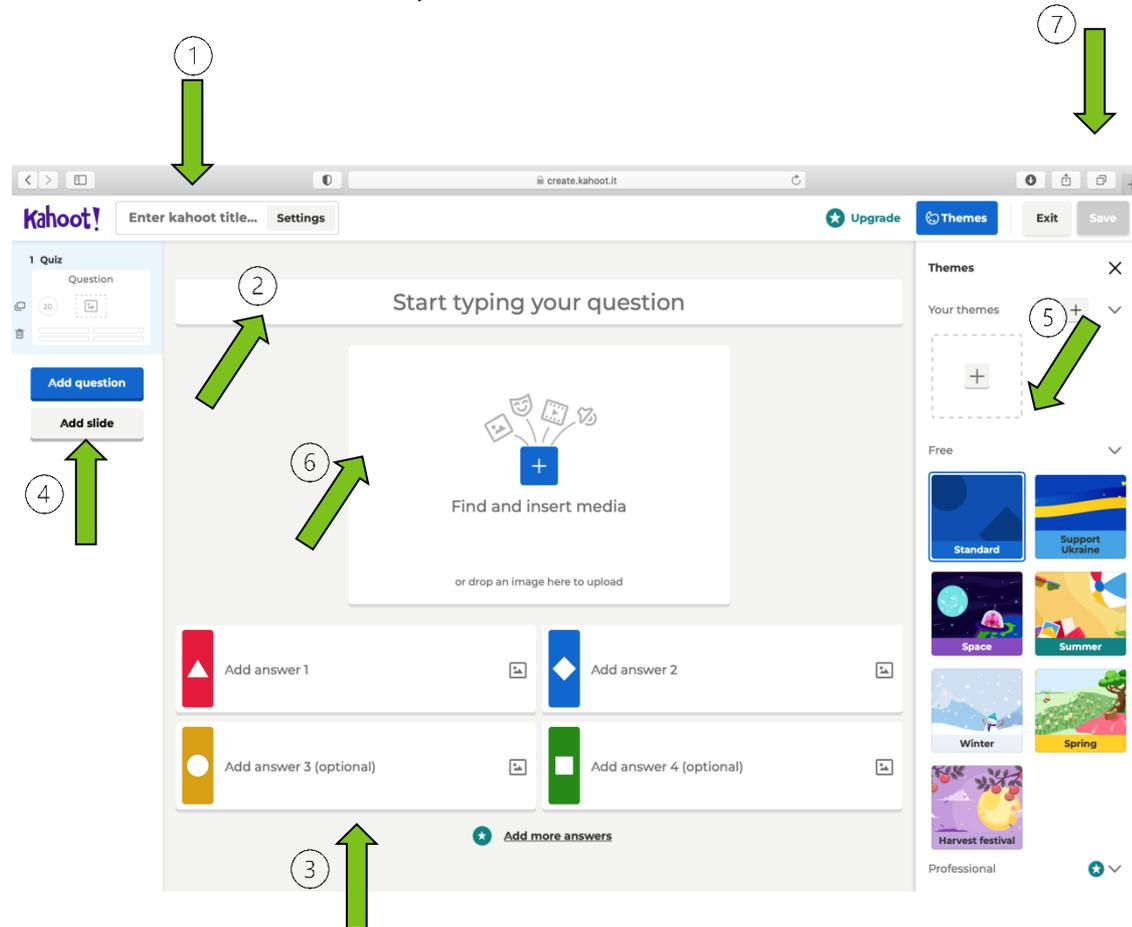 7
1
create.kahoot.it
Kahoot! Enter kahoot title... Settings Upgrade Themes Exit Save
1 Quiz
Question
20
Add question
Add slide
4
2
Start typing your question
6
Find and insert media
or drop an image here to upload
Add answer 1 Add answer 2
Add answer 3 (optional) Add answer 4 (optional)
Add more answers
3
Themes
Your themes
5
Free
Standard Support
Ukraine
Space Summer
Winter Spring
Harvest festival
Professional